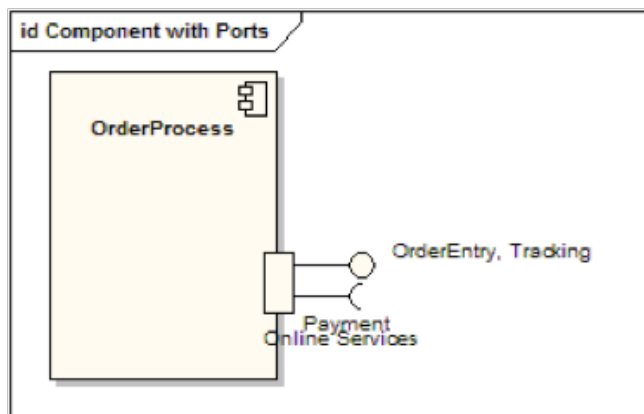 id Component with Ports
OrderProcess
OrderEntry, Tracking
Payment
Online Services